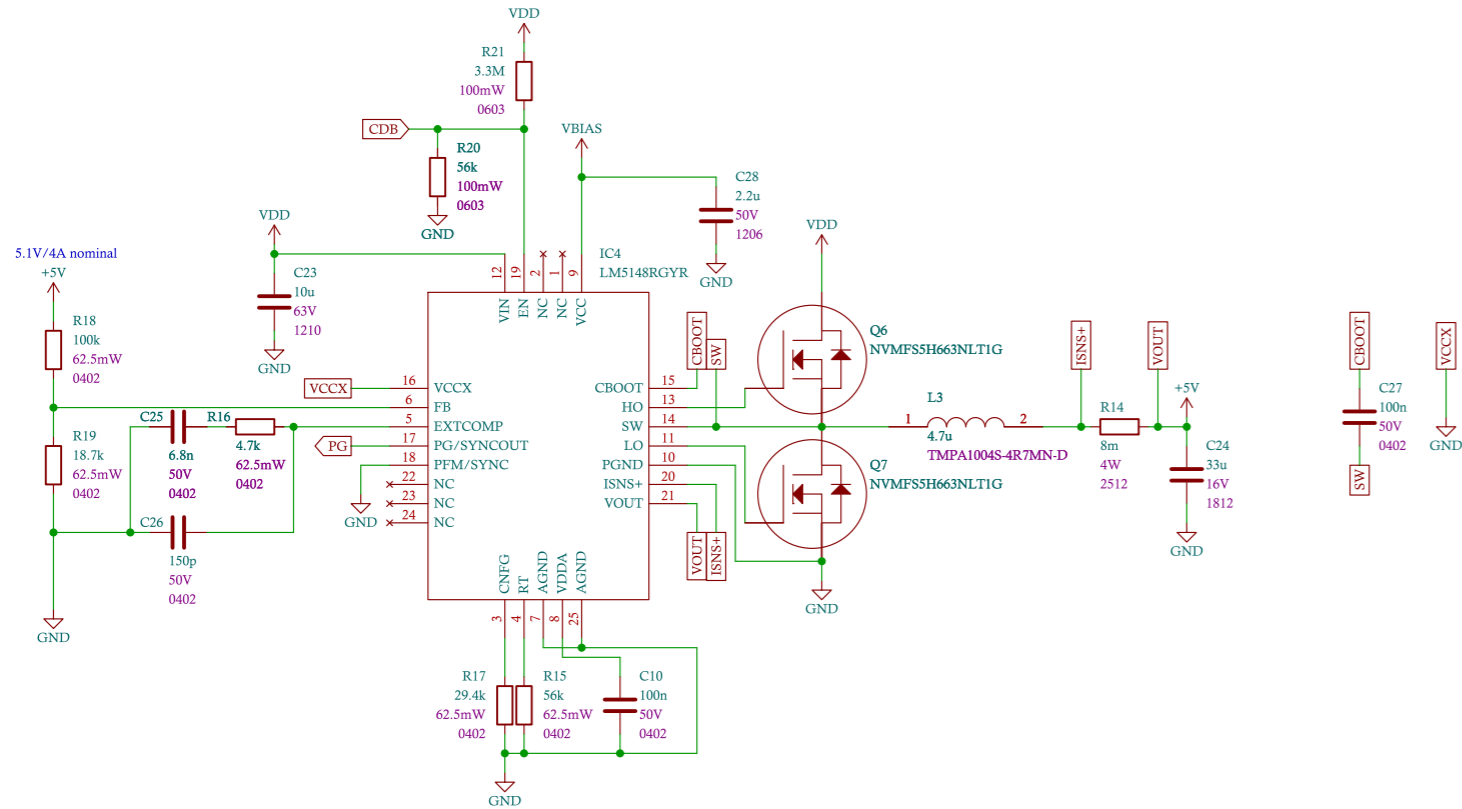 VDD
R21
3.3M
100mW
0603
CDB
R20
56k
100mW
0603
GND
VBIAS
C28
2.2u
50V
1206
GND
VDD
C23
10u
63V
1210
GND
5.1V/4A nominal
+5V
R18
100k
62.5mW
0402
R19
18.7k
62.5mW
0402
GND
C25
6.8n
50V
0402
R16
4.7k
62.5mW
0402
C26
150p
50V
0402
IC4
LM5148RGYR
12
19
2
1
9
VIN
EN
NC
NC
VCC
VCCX
16
VCCX
6
FB
5
EXTCOMP
PG
17
PG/SYNCOUT
18
PFM/SYNC
GND
22
NC
23
NC
24
NC
CBOOT
15
HO
13
SW
14
LO
11
PGND
10
ISNS+
20
VOUT
21
CNFG
RT
AGND
VDDA
AGND
3
4
7
8
25
CBOOT
SW
VOUT
ISNS+
VDD
Q6
NVMFS5H663NLT1G
Q7
NVMFS5H663NLT1G
GND
L3
1
2
4.7u
TMPA1004S-4R7MN-D
ISNS+
VOUT
R14
8m
4W
2512
+5V
C24
33u
16V
1812
GND
CBOOT
C27
100n
50V
0402
SW
VCCX
GND
R17
29.4k
62.5mW
0402
R15
56k
62.5mW
0402
C10
100n
50V
0402
GND